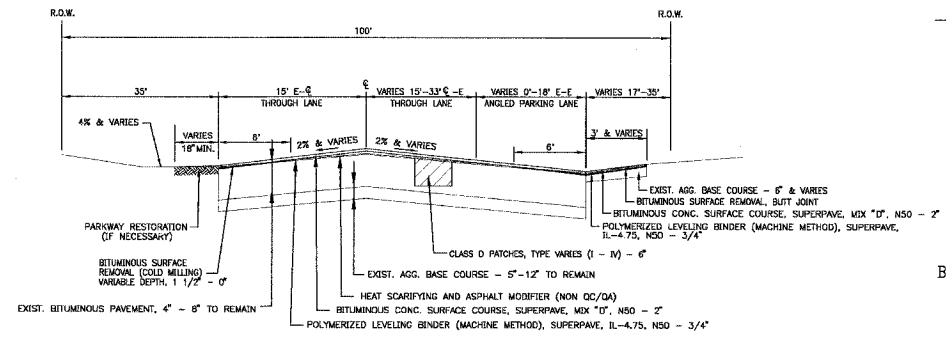 R.O.W.
R.O.W.
100'
35'
15' E-℄
THROUGH LANE
℄
VARIES 15'-33' ℄ -E
THROUGH LANE
VARIES 0'-18' E-E
ANGLED PARKING LANE
VARIES 17'-35'
4% & VARIES
VARIES
18" MIN.
6'
2% & VARIES
2% & VARIES
6'
3' & VARIES
EXIST. AGG. BASE COURSE - 6" & VARIES
BITUMINOUS SURFACE REMOVAL, BUTT JOINT
BITUMINOUS CONC. SURFACE COURSE, SUPERPAVE, MIX "D", N50 - 2"
POLYMERIZED LEVELING BINDER (MACHINE METHOD), SUPERPAVE,
IL-4.75, N50 - 3/4"
PARKWAY RESTORATION
(IF NECESSARY)
CLASS D PATCHES, TYPE VARIES (I - IV) - 6"
BITUMINOUS SURFACE
REMOVAL (COLD MILLING)
VARIABLE DEPTH, 1 1/2" - 0"
EXIST. AGG. BASE COURSE - 5"-12" TO REMAIN
HEAT SCARIFYING AND ASPHALT MODIFIER (NON QC/QA)
EXIST. BITUMINOUS PAVEMENT, 4" - 8" TO REMAIN
BITUMINOUS CONC. SURFACE COURSE, SUPERPAVE, MIX "D", N50 - 2"
POLYMERIZED LEVELING BINDER (MACHINE METHOD), SUPERPAVE, IL-4.75, N50 - 3/4"
B